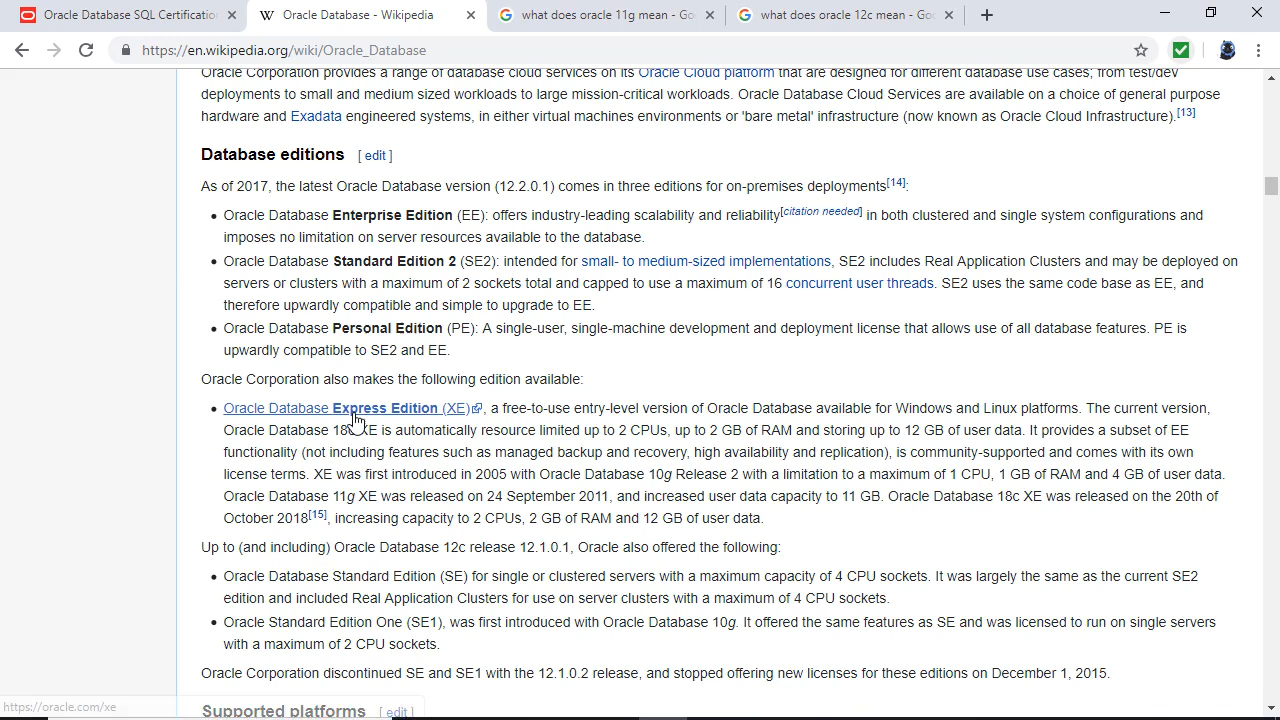 Oracle Database SQL Certificatio
Oracle Database - Wikipedia
what does oracle 11g mean - Go
what does oracle 12c mean - Goo
https://en.wikipedia.org/wiki/Oracle_Database
Oracle Corporation provides a range of database cloud services on its Oracle Cloud platform that are designed for different database use cases; from test/dev
deployments to small and medium sized workloads to large mission-critical workloads. Oracle Database Cloud Services are available on a choice of general purpose
hardware and Exadata engineered systems, in either virtual machines environments or 'bare metal' infrastructure (now known as Oracle Cloud Infrastructure).[13]
Database editions [ edit ]
As of 2017, the latest Oracle Database version (12.2.0.1) comes in three editions for on-premises deployments[14]:
• Oracle Database Enterprise Edition (EE): offers industry-leading scalability and reliability[citation needed] in both clustered and single system configurations and
imposes no limitation on server resources available to the database.
• Oracle Database Standard Edition 2 (SE2): intended for small- to medium-sized implementations, SE2 includes Real Application Clusters and may be deployed on
servers or clusters with a maximum of 2 sockets total and capped to use a maximum of 16 concurrent user threads. SE2 uses the same code base as EE, and
therefore upwardly compatible and simple to upgrade to EE.
• Oracle Database Personal Edition (PE): A single-user, single-machine development and deployment license that allows use of all database features. PE is
upwardly compatible to SE2 and EE.
Oracle Corporation also makes the following edition available:
• Oracle Database Express Edition (XE), a free-to-use entry-level version of Oracle Database available for Windows and Linux platforms. The current version,
Oracle Database 18 XE is automatically resource limited up to 2 CPUs, up to 2 GB of RAM and storing up to 12 GB of user data. It provides a subset of EE
functionality (not including features such as managed backup and recovery, high availability and replication), is community-supported and comes with its own
license terms. XE was first introduced in 2005 with Oracle Database 10g Release 2 with a limitation to a maximum of 1 CPU, 1 GB of RAM and 4 GB of user data.
Oracle Database 11g XE was released on 24 September 2011, and increased user data capacity to 11 GB. Oracle Database 18c XE was released on the 20th of
October 2018[15], increasing capacity to 2 CPUs, 2 GB of RAM and 12 GB of user data.
Up to (and including) Oracle Database 12c release 12.1.0.1, Oracle also offered the following:
• Oracle Database Standard Edition (SE) for single or clustered servers with a maximum capacity of 4 CPU sockets. It was largely the same as the current SE2
edition and included Real Application Clusters for use on server clusters with a maximum of 4 CPU sockets.
• Oracle Standard Edition One (SE1), was first introduced with Oracle Database 10g. It offered the same features as SE and was licensed to run on single servers
with a maximum of 2 CPU sockets.
Oracle Corporation discontinued SE and SE1 with the 12.1.0.2 release, and stopped offering new licenses for these editions on December 1, 2015.
Supported platforms [ edit ]
https://oracle.com/xe